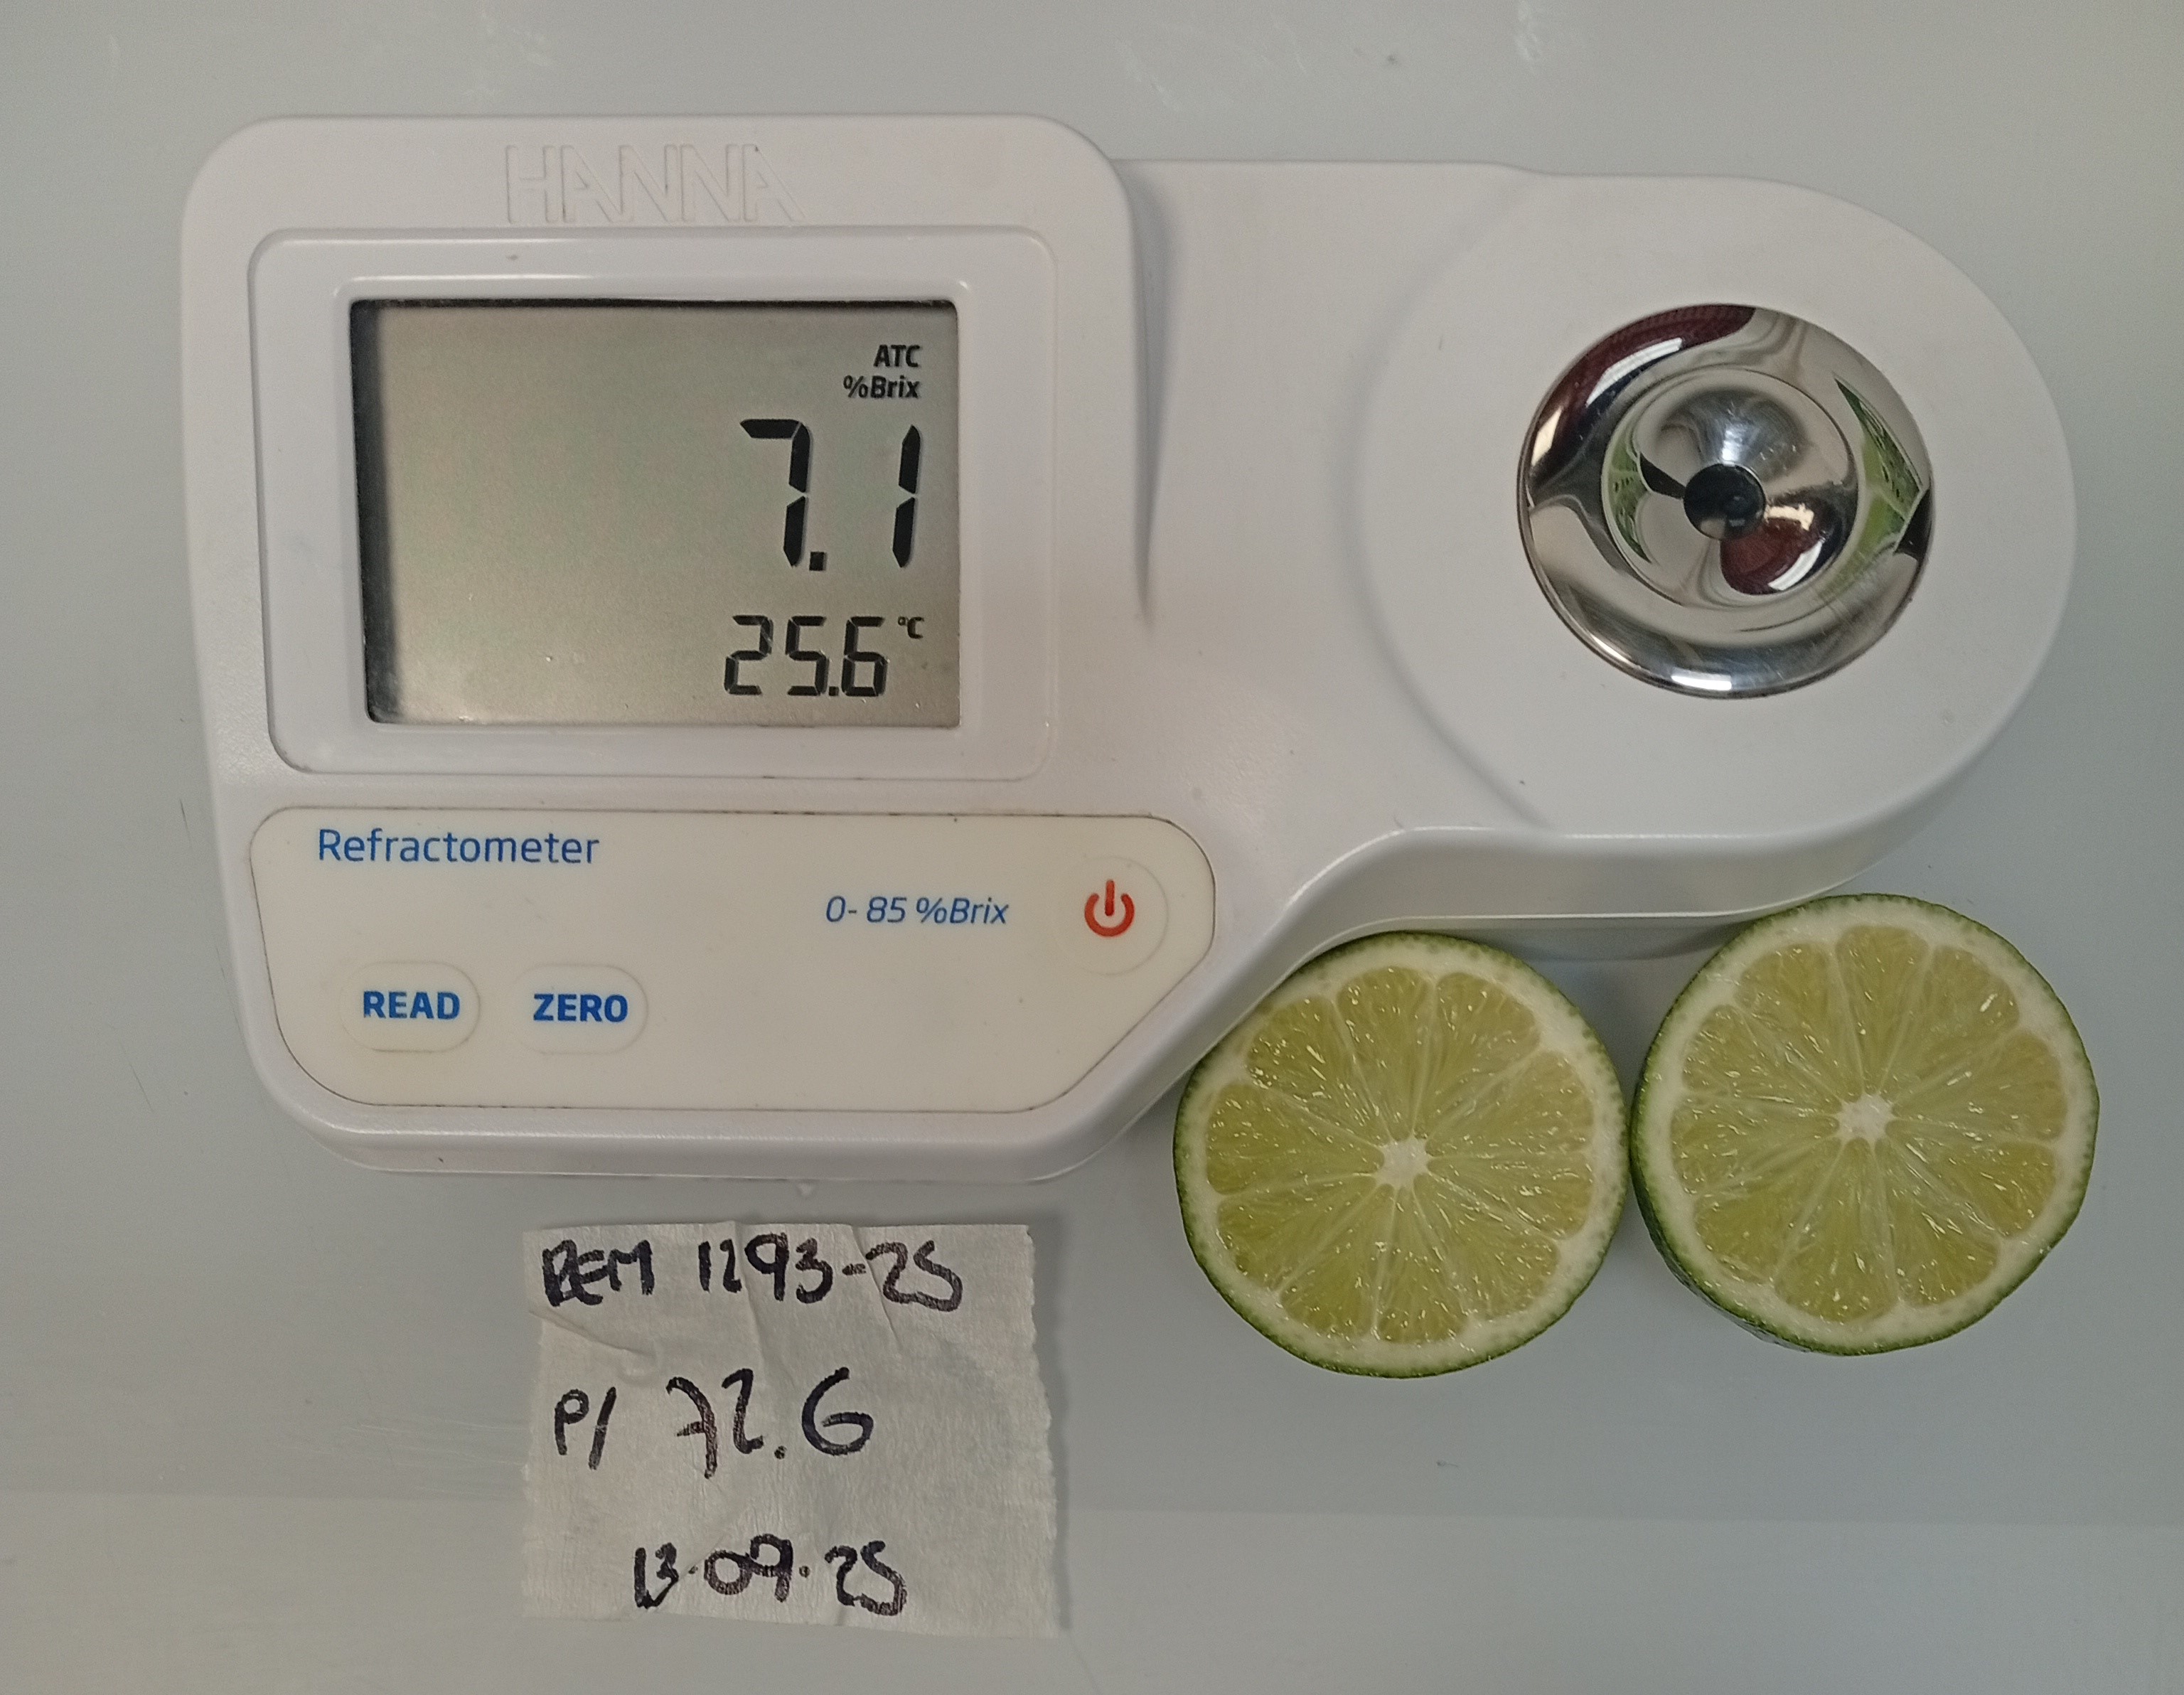 HANNA
ATC
%Brix
7.1
25.6 °C
Refractometer
0-85 %Brix
READ ZERO
REM 1293-25
P/ 72.6
13.09.25